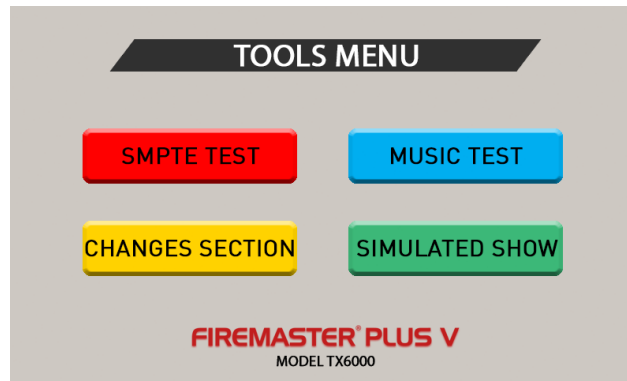 TOOLS MENU
SMPTE TEST
MUSIC TEST
CHANGES SECTION
SIMULATED SHOW
FIREMASTER® PLUS V
MODEL TX6000